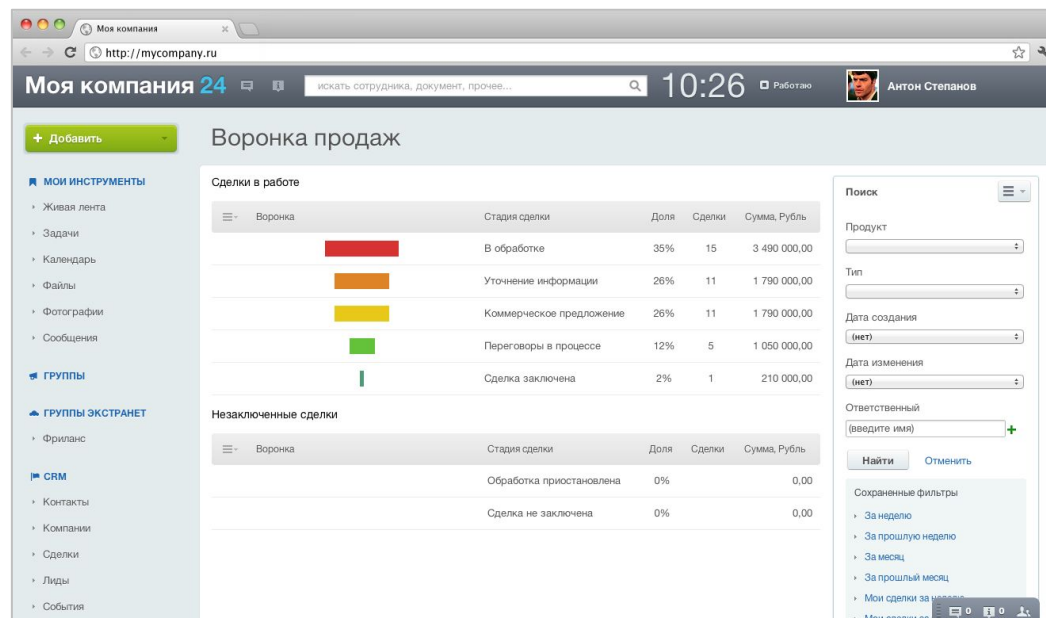 Моя компания
http://mycompany.ru
Моя компания 24
искать сотрудника, документ, прочее...
10:26
Работаю
Антон Степанов
+ Добавить
Воронка продаж
МОИ ИНСТРУМЕНТЫ
Живая лента
Задачи
Календарь
Файлы
Фотографии
Сообщения
ГРУППЫ
ГРУППЫ ЭКСТРАНЕТ
Фриланс
CRM
Контакты
Компании
Сделки
Лиды
События
Сделки в работе
Воронка Стадия сделки Доля Сделки Сумма, Рубль
В обработке 35% 15 3 490 000,00
Уточнение информации 26% 11 1 790 000,00
Коммерческое предложение 26% 11 1 790 000,00
Переговоры в процессе 12% 5 1 050 000,00
Сделка заключена 2% 1 210 000,00
Незаключенные сделки
Воронка Стадия сделки Доля Сделки Сумма, Рубль
Обработка приостановлена 0% 0,00
Сделка не заключена 0% 0,00
Поиск
Продукт
Тип
Дата создания
(нет)
Дата изменения
(нет)
Ответственный
(введите имя)
Найти Отменить
Сохраненные фильтры
За неделю
За прошлую неделю
За месяц
За прошлый месяц
Мои сделки за
0 0